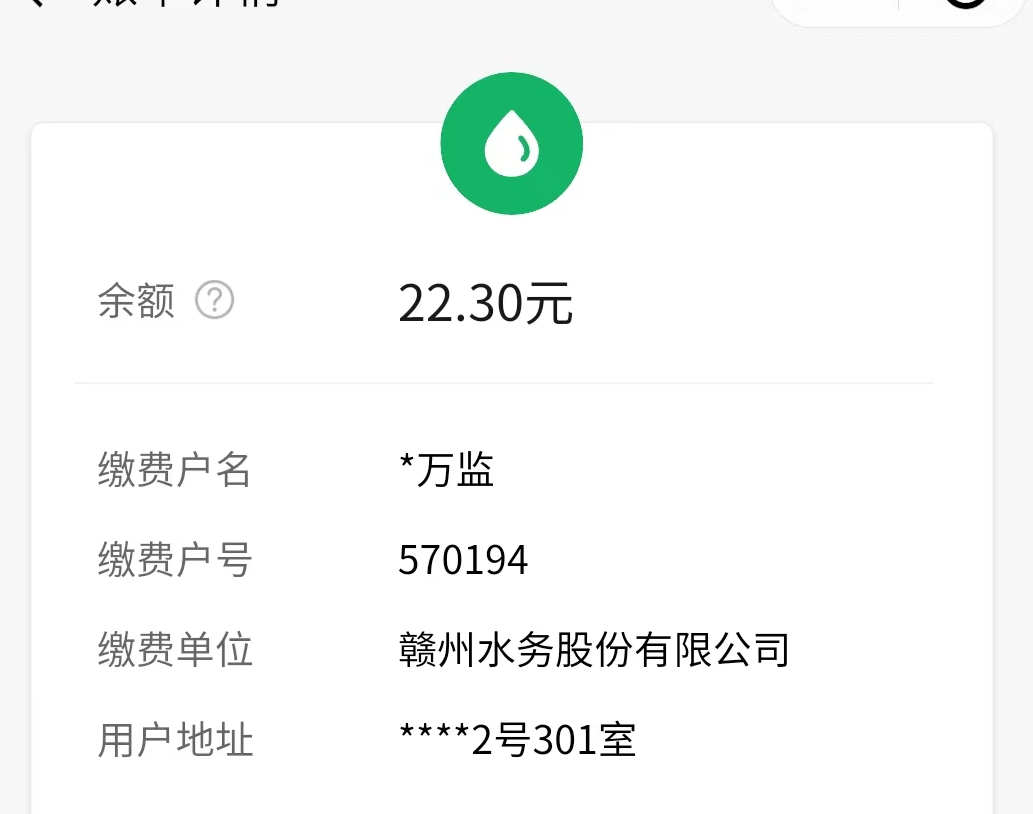 余额 ? 22.30元
缴费户名 *万监
缴费户号 570194
缴费单位 赣州水务股份有限公司
用户地址 ****2号301室